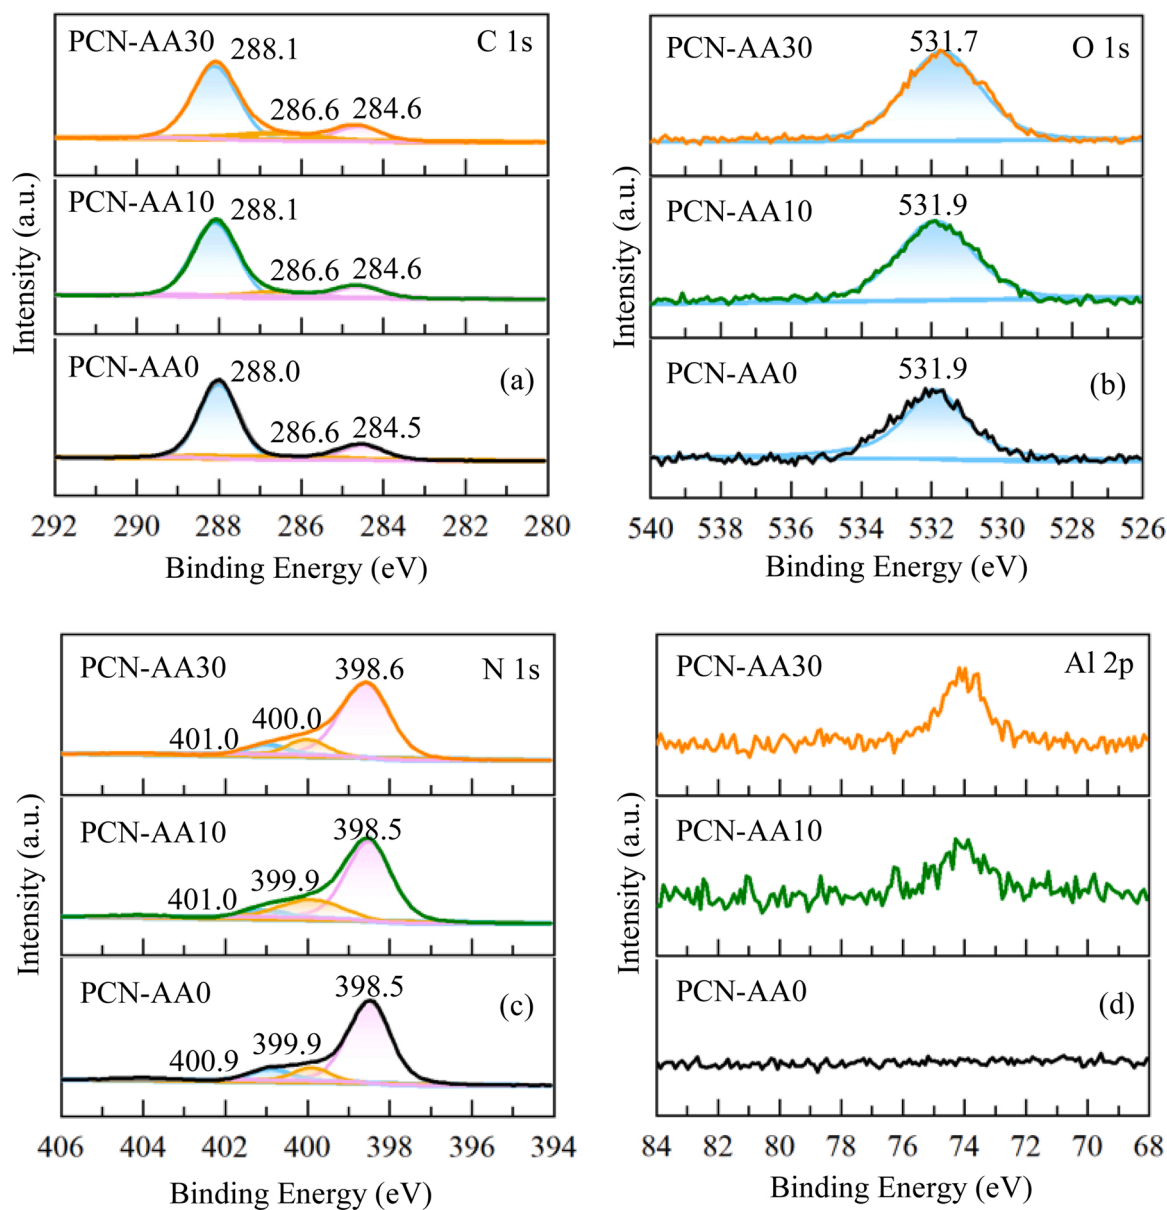 PCN-AA30
288.1
C 1s
286.6
284.6
PCN-AA10
288.1
286.6
284.6
PCN-AA0
288.0
(a)
286.6
284.5
Intensity (a.u.)
292 290 288 286 284 282 280
Binding Energy (eV)
PCN-AA30
531.7
O 1s
PCN-AA10
531.9
PCN-AA0
531.9
(b)
Intensity (a.u.)
540 538 536 534 532 530 528 526
Binding Energy (eV)
PCN-AA30
398.6
N 1s
400.0
401.0
PCN-AA10
398.5
399.9
401.0
PCN-AA0
398.5
(c)
399.9
400.9
Intensity (a.u.)
406 404 402 400 398 396 394
Binding Energy (eV)
PCN-AA30
Al 2p
PCN-AA10
PCN-AA0
(d)
Intensity (a.u.)
84 82 80 78 76 74 72 70 68
Binding Energy (eV)